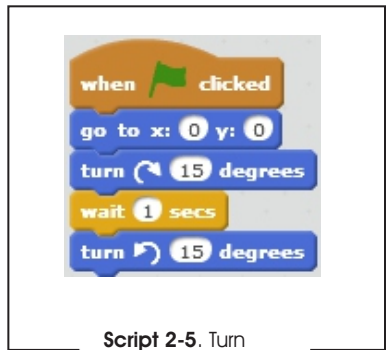 when clicked
go to x: 0 y: 0
turn 15 degrees
wait 1 secs
turn 15 degrees
Script 2-5. Turn